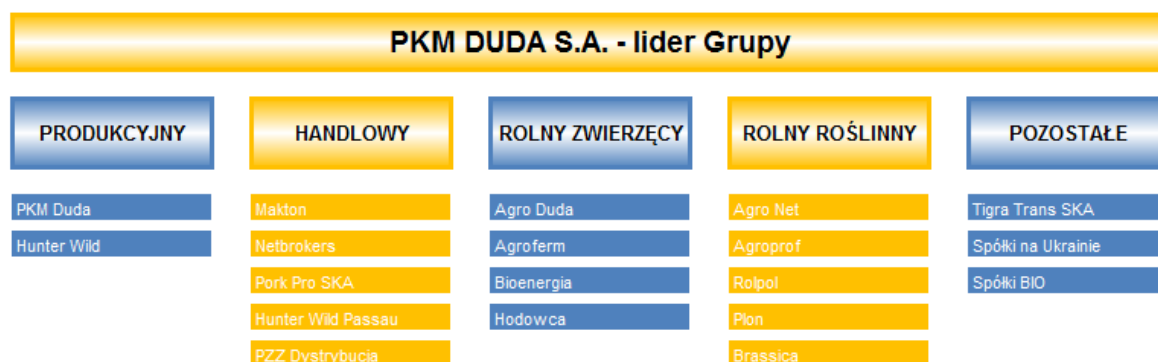 PKM DUDA S.A. - lider Grupy
PRODUKCYJNY
HANDLOWY
ROLNY ZWIERZĘCY
ROLNY ROŚLINNY
POZOSTAŁE
PKM Duda
Makton
Agro Duda
Agro Net
Tigra Trans SKA
Hunter Wild
Netbrokers
Agroferm
Agroprof
Spółki na Ukrainie
Pork Pro SKA
Bioenergia
Rolpol
Spółki BIO
Hunter Wild Passau
Hodowca
Plon
PZZ Dystrybucja
Brassica